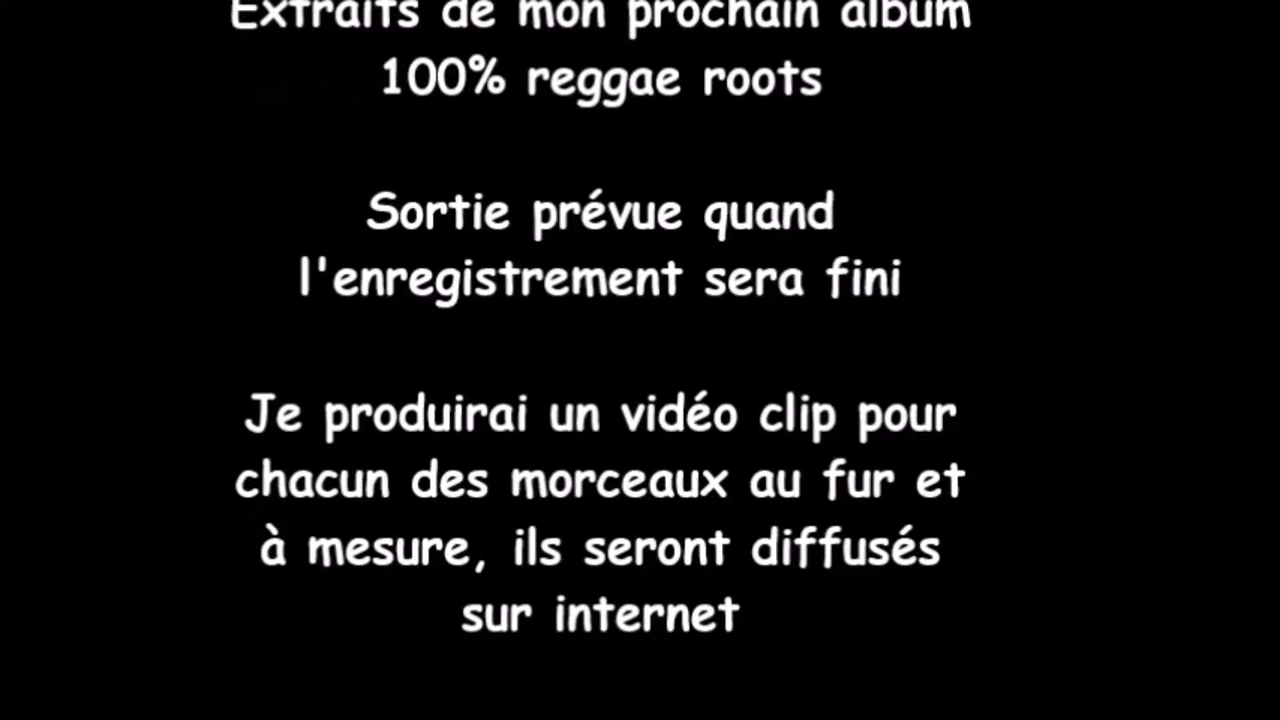 Extraits de mon prochain album
100% reggae roots
Sortie prévue quand
l'enregistrement sera fini
Je produirai un vidéo clip pour
chacun des morceaux au fur et
à mesure, ils seront diffusés
sur internet